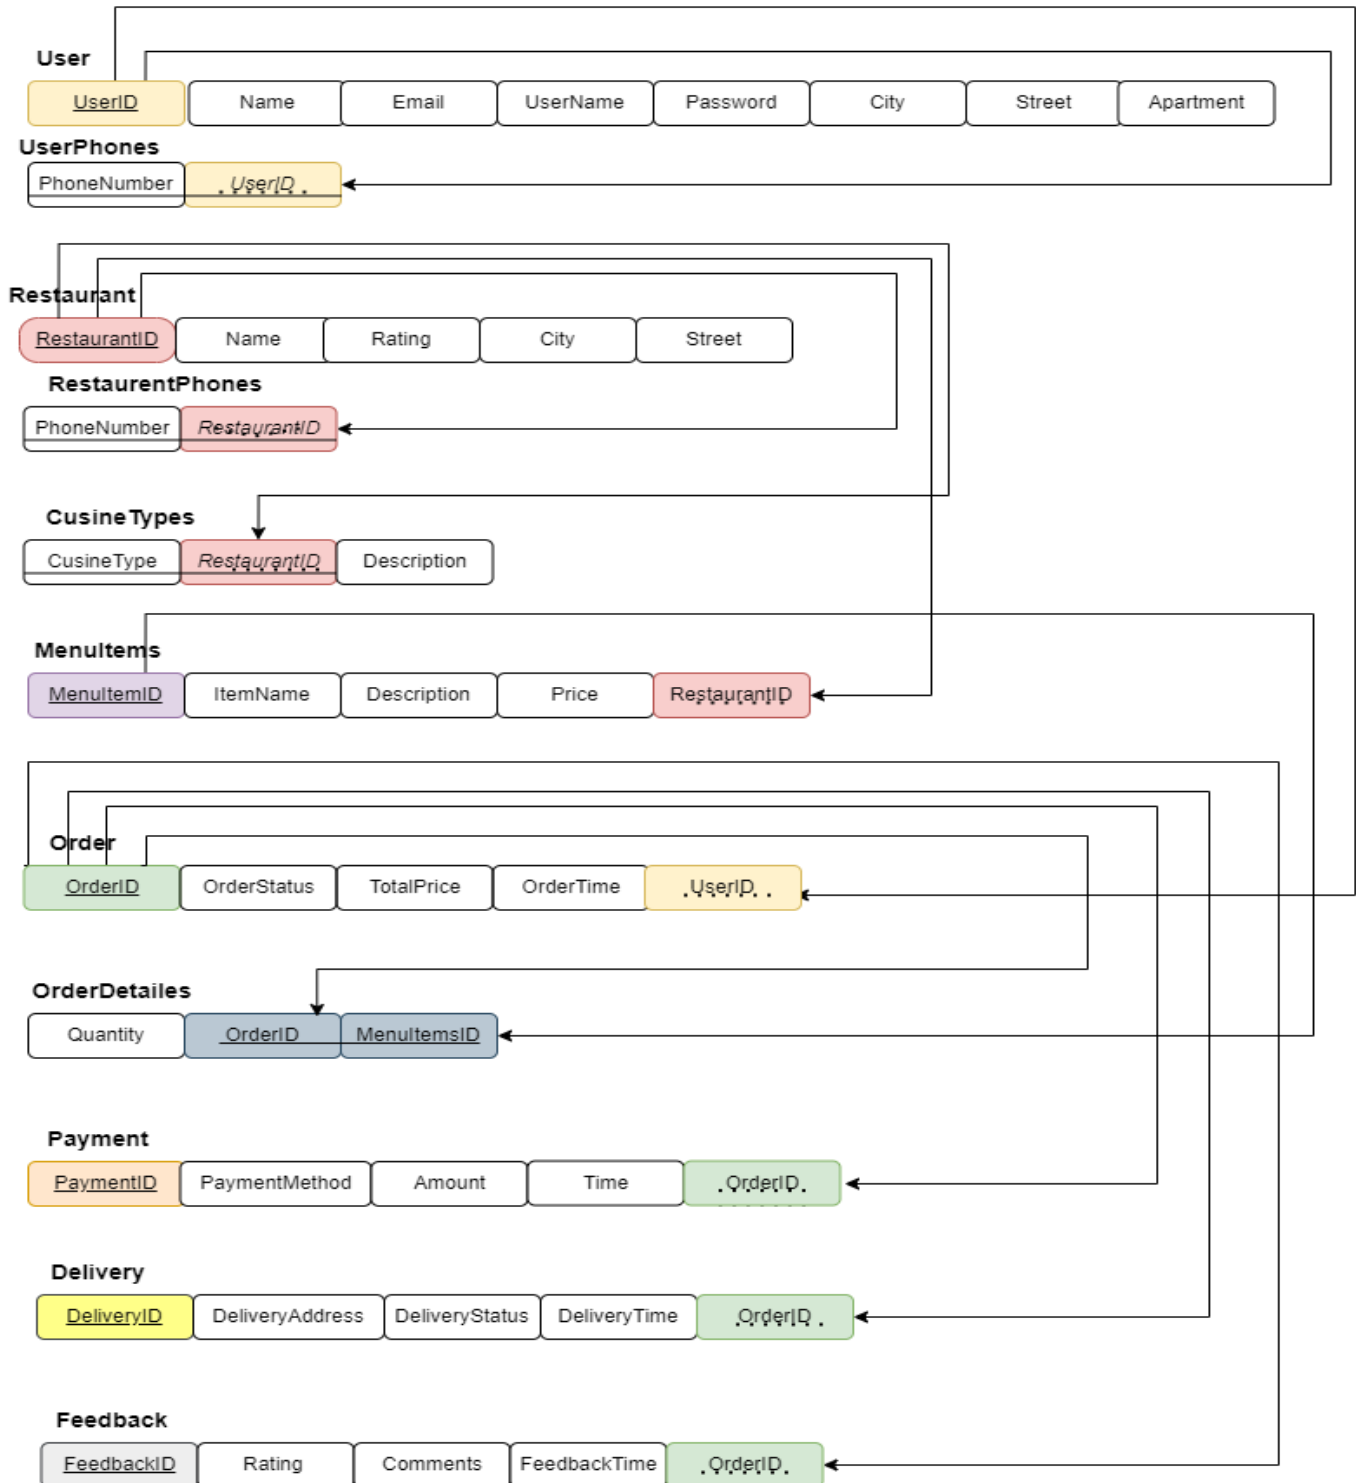 User
UserID Name Email UserName Password City Street Apartment
UserPhones
PhoneNumber UserID
Restaurant
RestaurantID Name Rating City Street
RestaurentPhones
PhoneNumber RestaurantID
CusineTypes
CusineType RestaurantID Description
MenuItems
MenuItemID ItemName Description Price RestaurantID
Order
OrderID OrderStatus TotalPrice OrderTime UserID
OrderDetailes
Quantity OrderID MenuItemsID
Payment
PaymentID PaymentMethod Amount Time OrderID
Delivery
DeliveryID DeliveryAddress DeliveryStatus DeliveryTime OrderID
Feedback
FeedbackID Rating Comments FeedbackTime OrderID